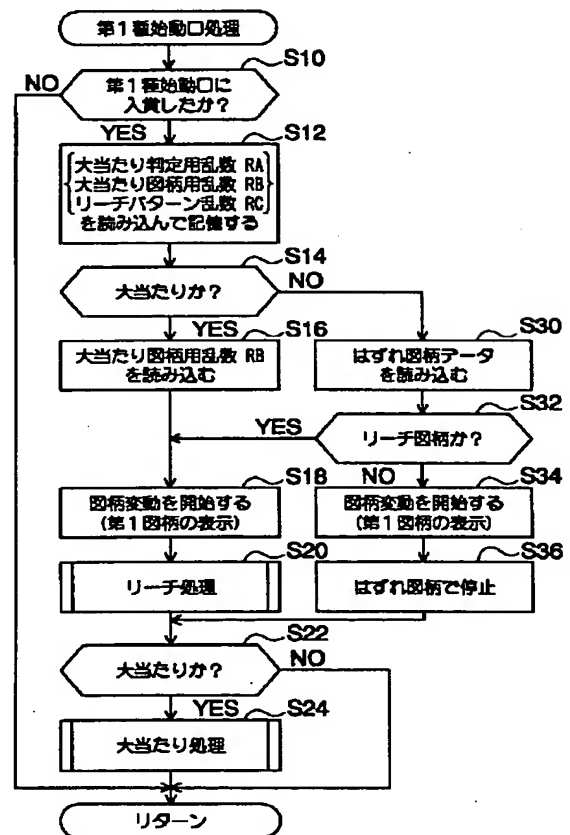 第1種始動口処理
S10
NO
第1種始動口に
入賞したか?
YES
S12
大当たり判定用乱数 RA
大当たり図柄用乱数 RB
リーチパターン乱数 RC
を読み込んで記憶する
S14
大当たりか?
NO
YES
S16
大当たり図柄用乱数 RB
を読み込む
S30
はずれ図柄データ
を読み込む
S32
リーチ図柄か?
YES
NO
S18
図柄変動を開始する
(第1図柄の表示)
S34
図柄変動を開始する
(第1図柄の表示)
S20
リーチ処理
S36
はずれ図柄で停止
S22
大当たりか?
NO
YES
S24
大当たり処理
リターン